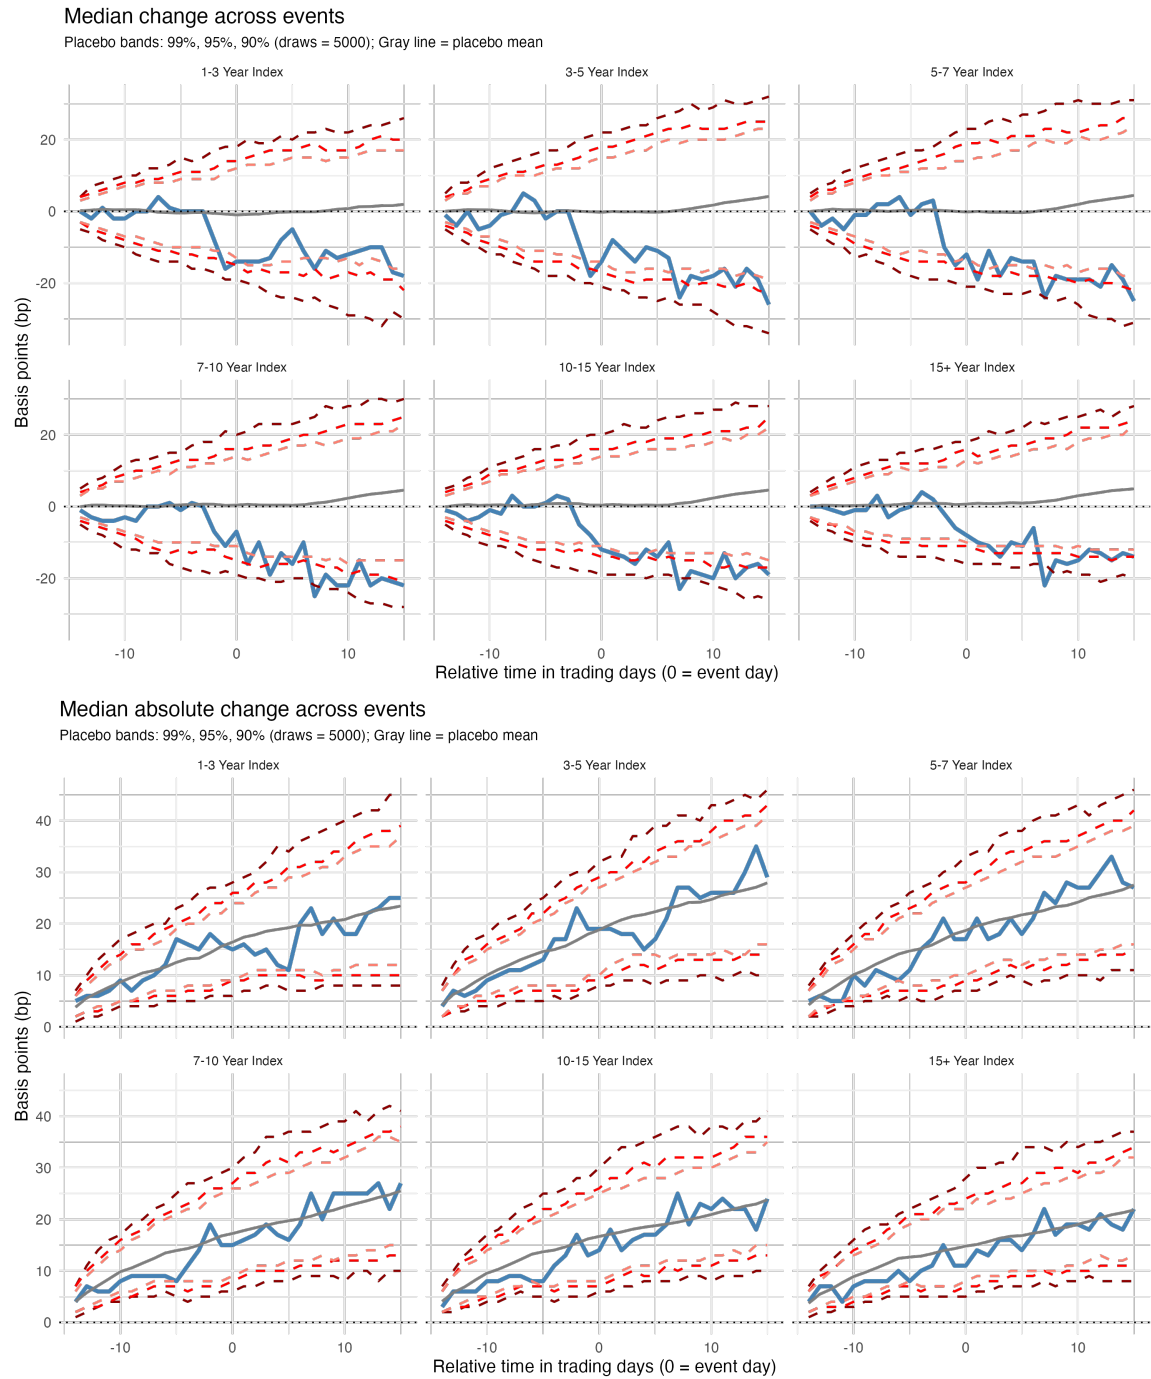 Median change across events
Placebo bands: 99%, 95%, 90% (draws = 5000); Gray line = placebo mean
1-3 Year Index
3-5 Year Index
5-7 Year Index
20
0
-20
7-10 Year Index
10-15 Year Index
15+ Year Index
20
0
-20
Basis points (bp)
-10
0
10
-10
0
10
-10
0
10
Relative time in trading days (0 = event day)
Median absolute change across events
Placebo bands: 99%, 95%, 90% (draws = 5000); Gray line = placebo mean
1-3 Year Index
3-5 Year Index
5-7 Year Index
40
30
20
10
0
7-10 Year Index
10-15 Year Index
15+ Year Index
40
30
20
10
0
Basis points (bp)
-10
0
10
-10
0
10
-10
0
10
Relative time in trading days (0 = event day)